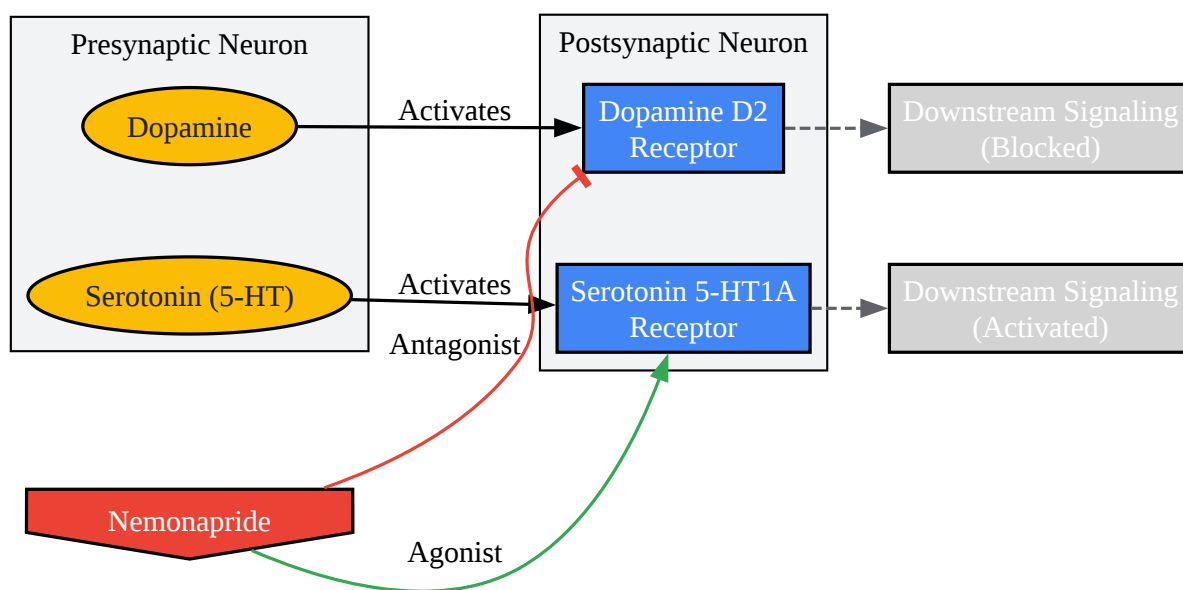 Presynaptic Neuron
Postsynaptic Neuron
Dopamine
Activates
Dopamine D2
Receptor
Downstream Signaling
(Blocked)
Serotonin (5-HT)
Activates
Serotonin 5-HT1A
Receptor
Downstream Signaling
(Activated)
Antagonist
Nemonapride
Agonist